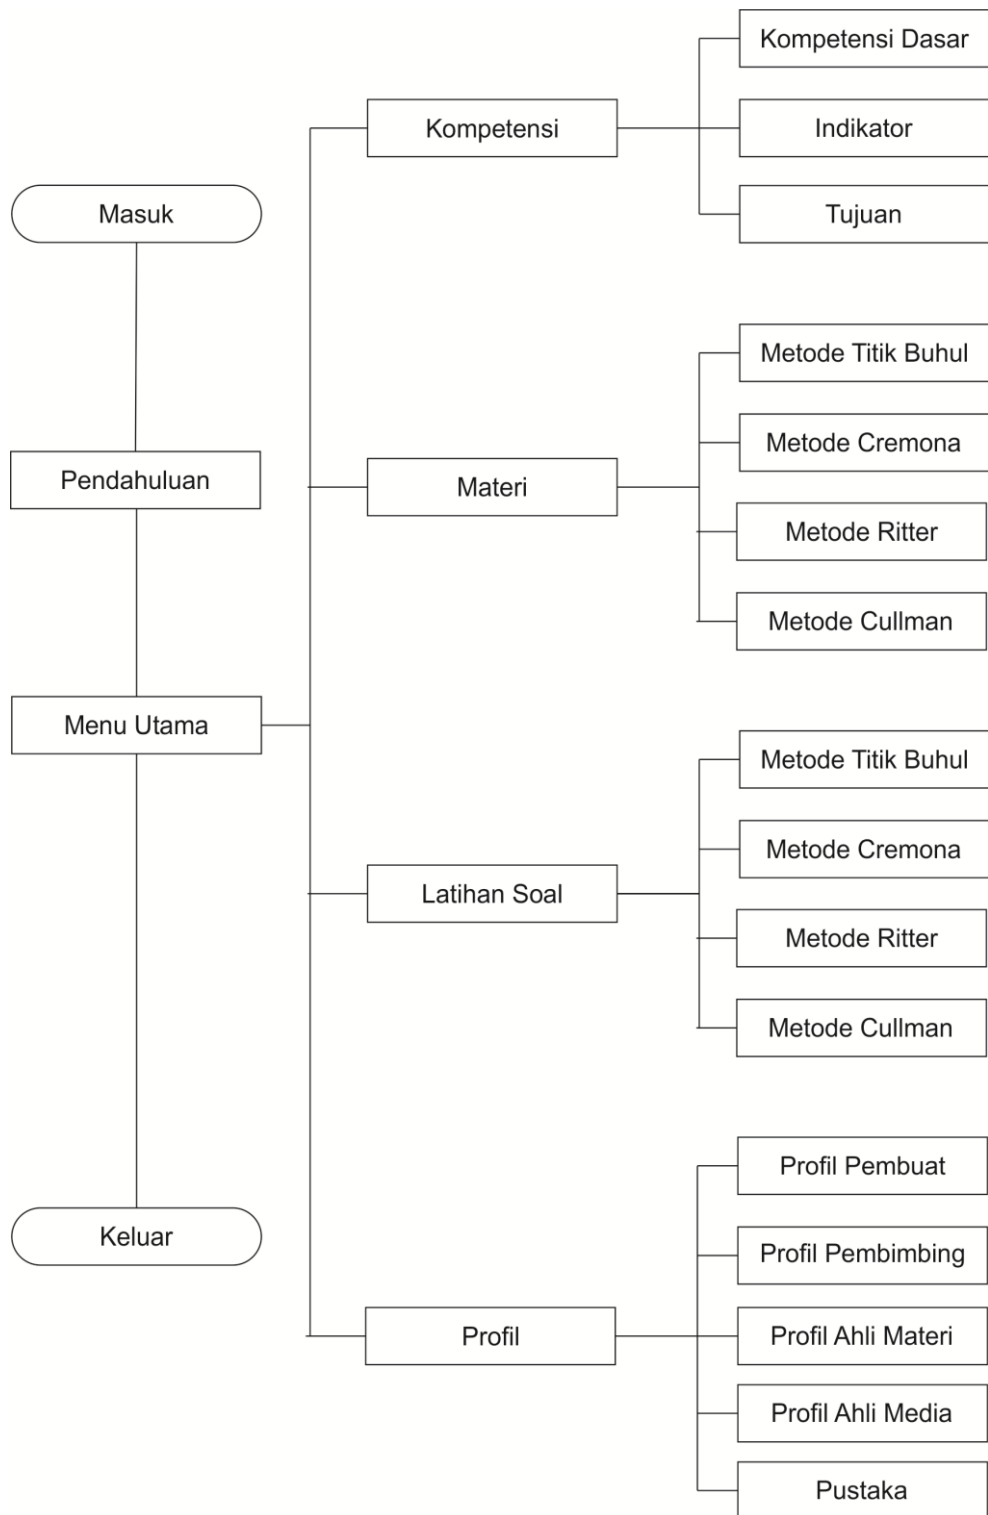 Masuk
Pendahuluan
Menu Utama
Keluar
Kompetensi
Kompetensi Dasar
Indikator
Tujuan
Materi
Metode Titik Buhul
Metode Cremona
Metode Ritter
Metode Cullman
Latihan Soal
Metode Titik Buhul
Metode Cremona
Metode Ritter
Metode Cullman
Profil
Profil Pembuat
Profil Pembimbing
Profil Ahli Materi
Profil Ahli Media
Pustaka